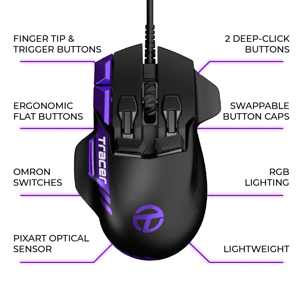 FINGER TIP &
TRIGGER BUTTONS
2 DEEP-CLICK
BUTTONS
ERGONOMIC
FLAT BUTTONS
SWAPPABLE
BUTTON CAPS
Tracer
OMRON
SWITCHES
RGB
LIGHTING
PIXART OPTICAL
SENSOR
LIGHTWEIGHT